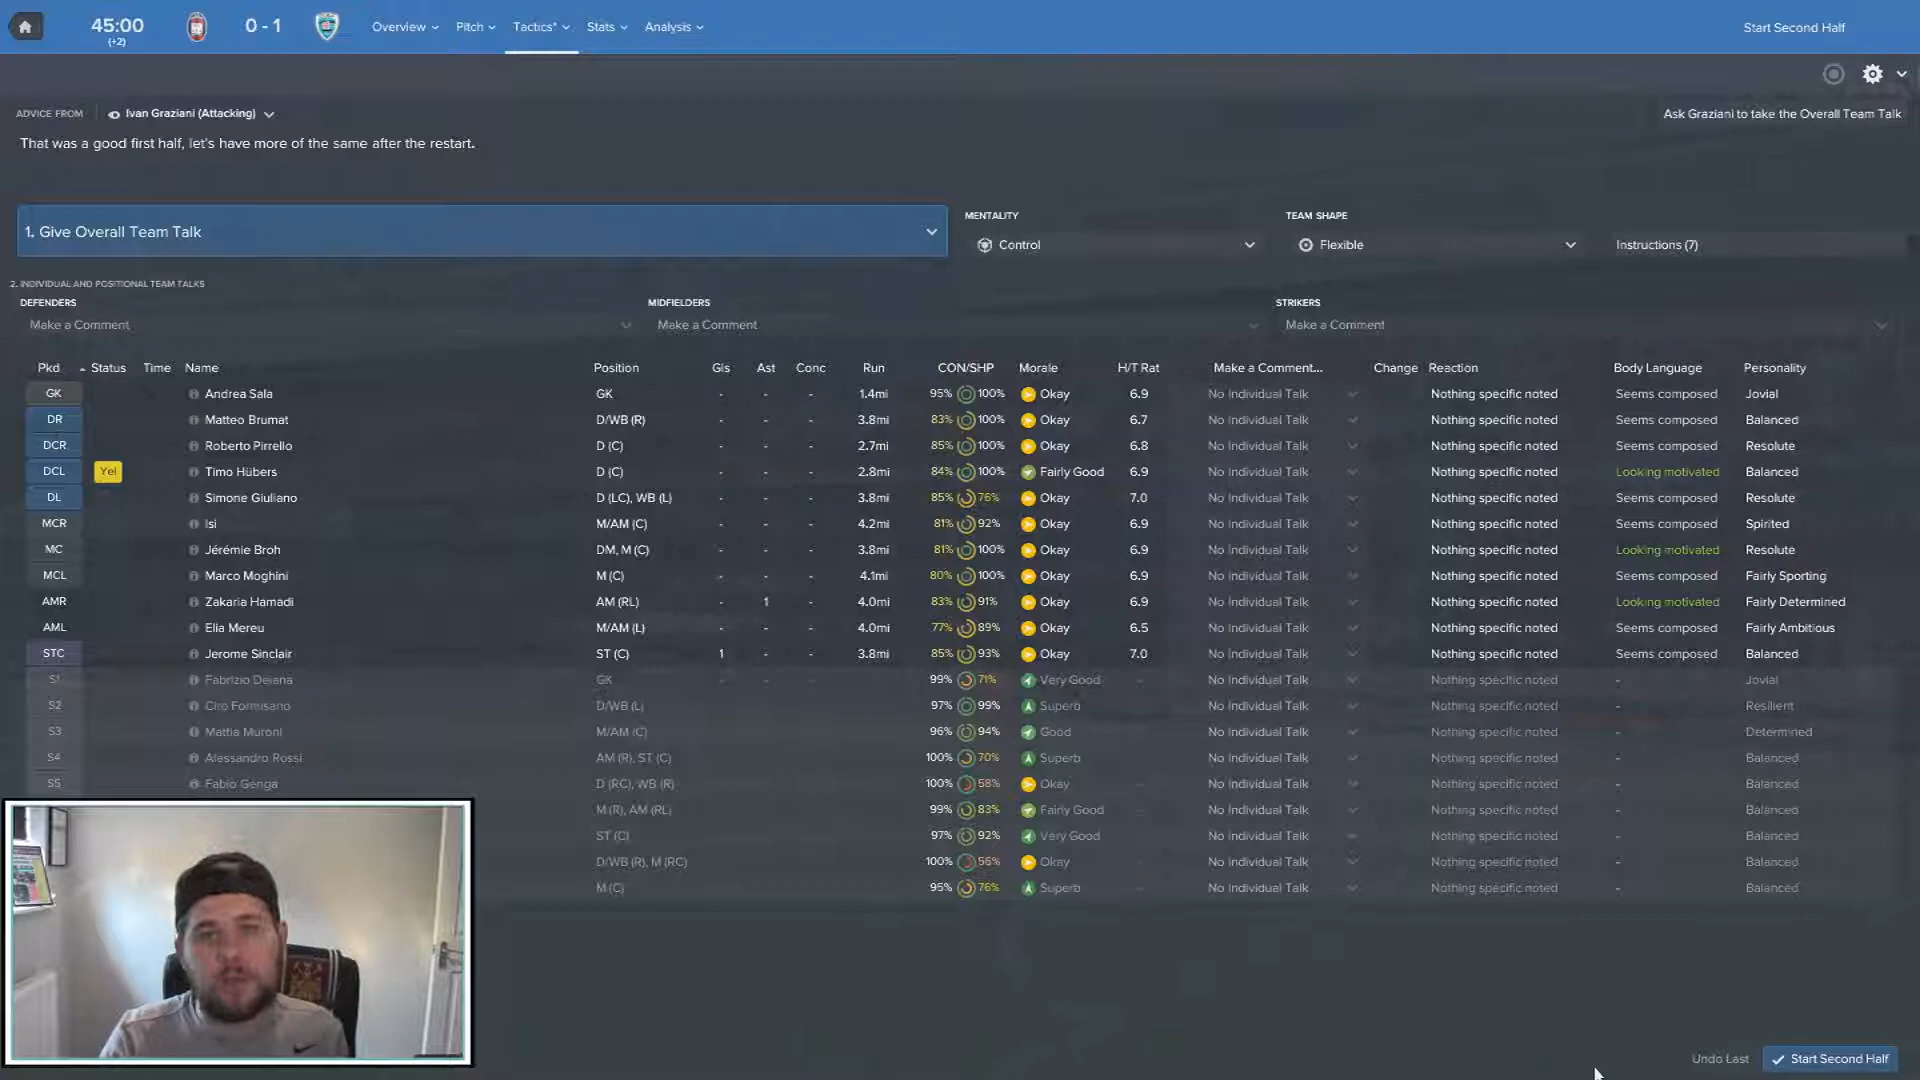 45:00 (+2) 0 - 1 Overview Pitch Tactics* Stats Analysis Start Second Half
ADVICE FROM Ivan Graziani (Attacking) Ask Graziani to take the Overall Team Talk
That was a good first half, let's have more of the same after the restart.
MENTALITY TEAM SHAPE
1. Give Overall Team Talk Control Flexible Instructions (7)
2. INDIVIDUAL AND POSITIONAL TEAM TALKS
DEFENDERS MIDFIELDERS STRIKERS
Make a Comment Make a Comment Make a Comment
Pkd Status Time Name Position Gls Ast Conc Run CON/SHP Morale H/T Rat Make a Comment... Change Reaction Body Language Personality
GK Andrea Sala GK - - - 1.4mi 95% 100% Okay 6.9 No Individual Talk Nothing specific noted Seems composed Jovial
DR Matteo Brumat D/WB (R) - - - 3.8mi 83% 100% Okay 6.7 No Individual Talk Nothing specific noted Seems composed Balanced
DCR Roberto Pirrello D (C) - - - 2.7mi 85% 100% Okay 6.8 No Individual Talk Nothing specific noted Seems composed Resolute
DCL Yel Timo Hübers D (C) - - - 2.8mi 84% 100% Fairly Good 6.9 No Individual Talk Nothing specific noted Looking motivated Balanced
DL Simone Giuliano D (LC), WB (L) - - - 3.8mi 85% 76% Okay 7.0 No Individual Talk Nothing specific noted Seems composed Resolute
MCR Isi M/AM (C) - - - 4.2mi 81% 92% Okay 6.9 No Individual Talk Nothing specific noted Seems composed Spirited
MC Jérémie Broh DM, M (C) - - - 3.8mi 81% 100% Okay 6.9 No Individual Talk Nothing specific noted Looking motivated Resolute
MCL Marco Moghini M (C) - - - 4.1mi 80% 100% Okay 6.9 No Individual Talk Nothing specific noted Seems composed Fairly Sporting
AMR Zakaria Hamadi AM (RL) - 1 - 4.0mi 83% 91% Okay 6.9 No Individual Talk Nothing specific noted Looking motivated Fairly Determined
AML Elia Mereu M/AM (L) - - - 4.0mi 77% 89% Okay 6.5 No Individual Talk Nothing specific noted Seems composed Fairly Ambitious
STC Jerome Sinclair ST (C) 1 - - 3.8mi 85% 93% Okay 7.0 No Individual Talk Nothing specific noted Seems composed Balanced
S1 Fabrizio Deiana GK - - - 99% 71% Very Good - No Individual Talk Nothing specific noted - Jovial
S2 Ciro Formisano D/WB (L) 97% 99% Superb - No Individual Talk Nothing specific noted - Resilient
S3 Mattia Muroni M/AM (C) 96% 94% Good - No Individual Talk Nothing specific noted - Determined
S4 Alessandro Rossi AM (R), ST (C) 100% 70% Superb - No Individual Talk Nothing specific noted - Balanced
S5 Fabio Genga D (RC), WB (R) 100% 58% Okay - No Individual Talk Nothing specific noted - Balanced
M (R), AM (RL) 99% 83% Fairly Good - No Individual Talk Nothing specific noted - Balanced
ST (C) 97% 92% Very Good - No Individual Talk Nothing specific noted - Balanced
D/WB (R), M (RC) 100% 56% Okay - No Individual Talk Nothing specific noted - Balanced
M (C) 95% 76% Superb - No Individual Talk Nothing specific noted - Balanced
Undo Last Start Second Half